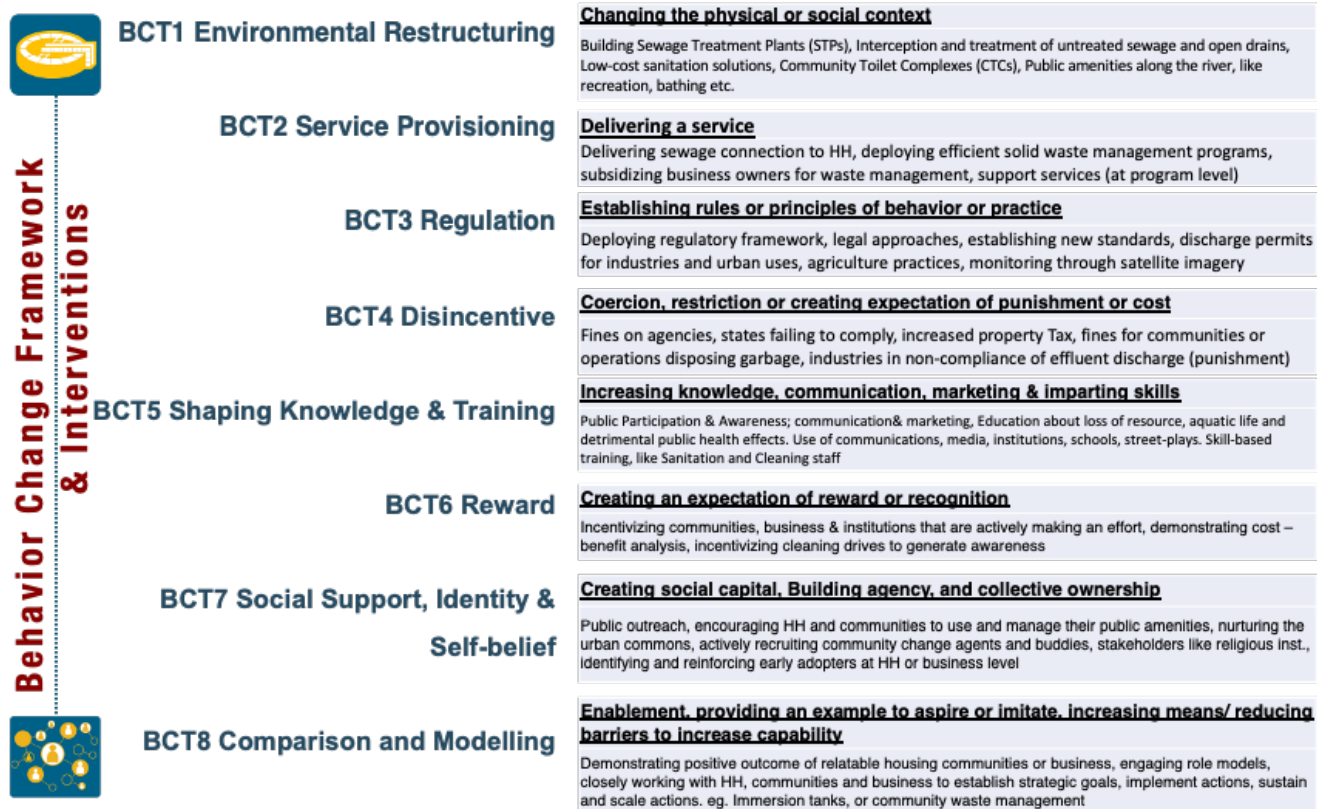 Behavior Change Framework
& Interventions
BCT1 Environmental Restructuring
Changing the physical or social context
Building Sewage Treatment Plants (STPs), Interception and treatment of untreated sewage and open drains,
Low-cost sanitation solutions, Community Toilet Complexes (CTCs), Public amenities along the river, like
recreation, bathing etc.
BCT2 Service Provisioning
Delivering a service
Delivering sewage connection to HH, deploying efficient solid waste management programs,
subsidizing business owners for waste management, support services (at program level)
BCT3 Regulation
Establishing rules or principles of behavior or practice
Deploying regulatory framework, legal approaches, establishing new standards, discharge permits
for industries and urban uses, agriculture practices, monitoring through satellite imagery
BCT4 Disincentive
Coercion, restriction or creating expectation of punishment or cost
Fines on agencies, states failing to comply, increased property Tax, fines for communities or
operations disposing garbage, industries in non-compliance of effluent discharge (punishment)
BCT5 Shaping Knowledge & Training
Increasing knowledge, communication, marketing & imparting skills
Public Participation & Awareness; communication& marketing, Education about loss of resource, aquatic life and
detrimental public health effects. Use of communications, media, institutions, schools, street-plays. Skill-based
training, like Sanitation and Cleaning staff
BCT6 Reward
Creating an expectation of reward or recognition
Incentivizing communities, business & institutions that are actively making an effort, demonstrating cost –
benefit analysis, incentivizing cleaning drives to generate awareness
BCT7 Social Support, Identity &
Self-belief
Creating social capital, Building agency, and collective ownership
Public outreach, encouraging HH and communities to use and manage their public amenities, nurturing the
urban commons, actively recruiting community change agents and buddies, stakeholders like religious inst.,
identifying and reinforcing early adopters at HH or business level
BCT8 Comparison and Modelling
Enablement, providing an example to aspire or imitate, increasing means/ reducing
barriers to increase capability
Demonstrating positive outcome of relatable housing communities or business, engaging role models,
closely working with HH, communities and business to establish strategic goals, implement actions, sustain
and scale actions. eg. Immersion tanks, or community waste management